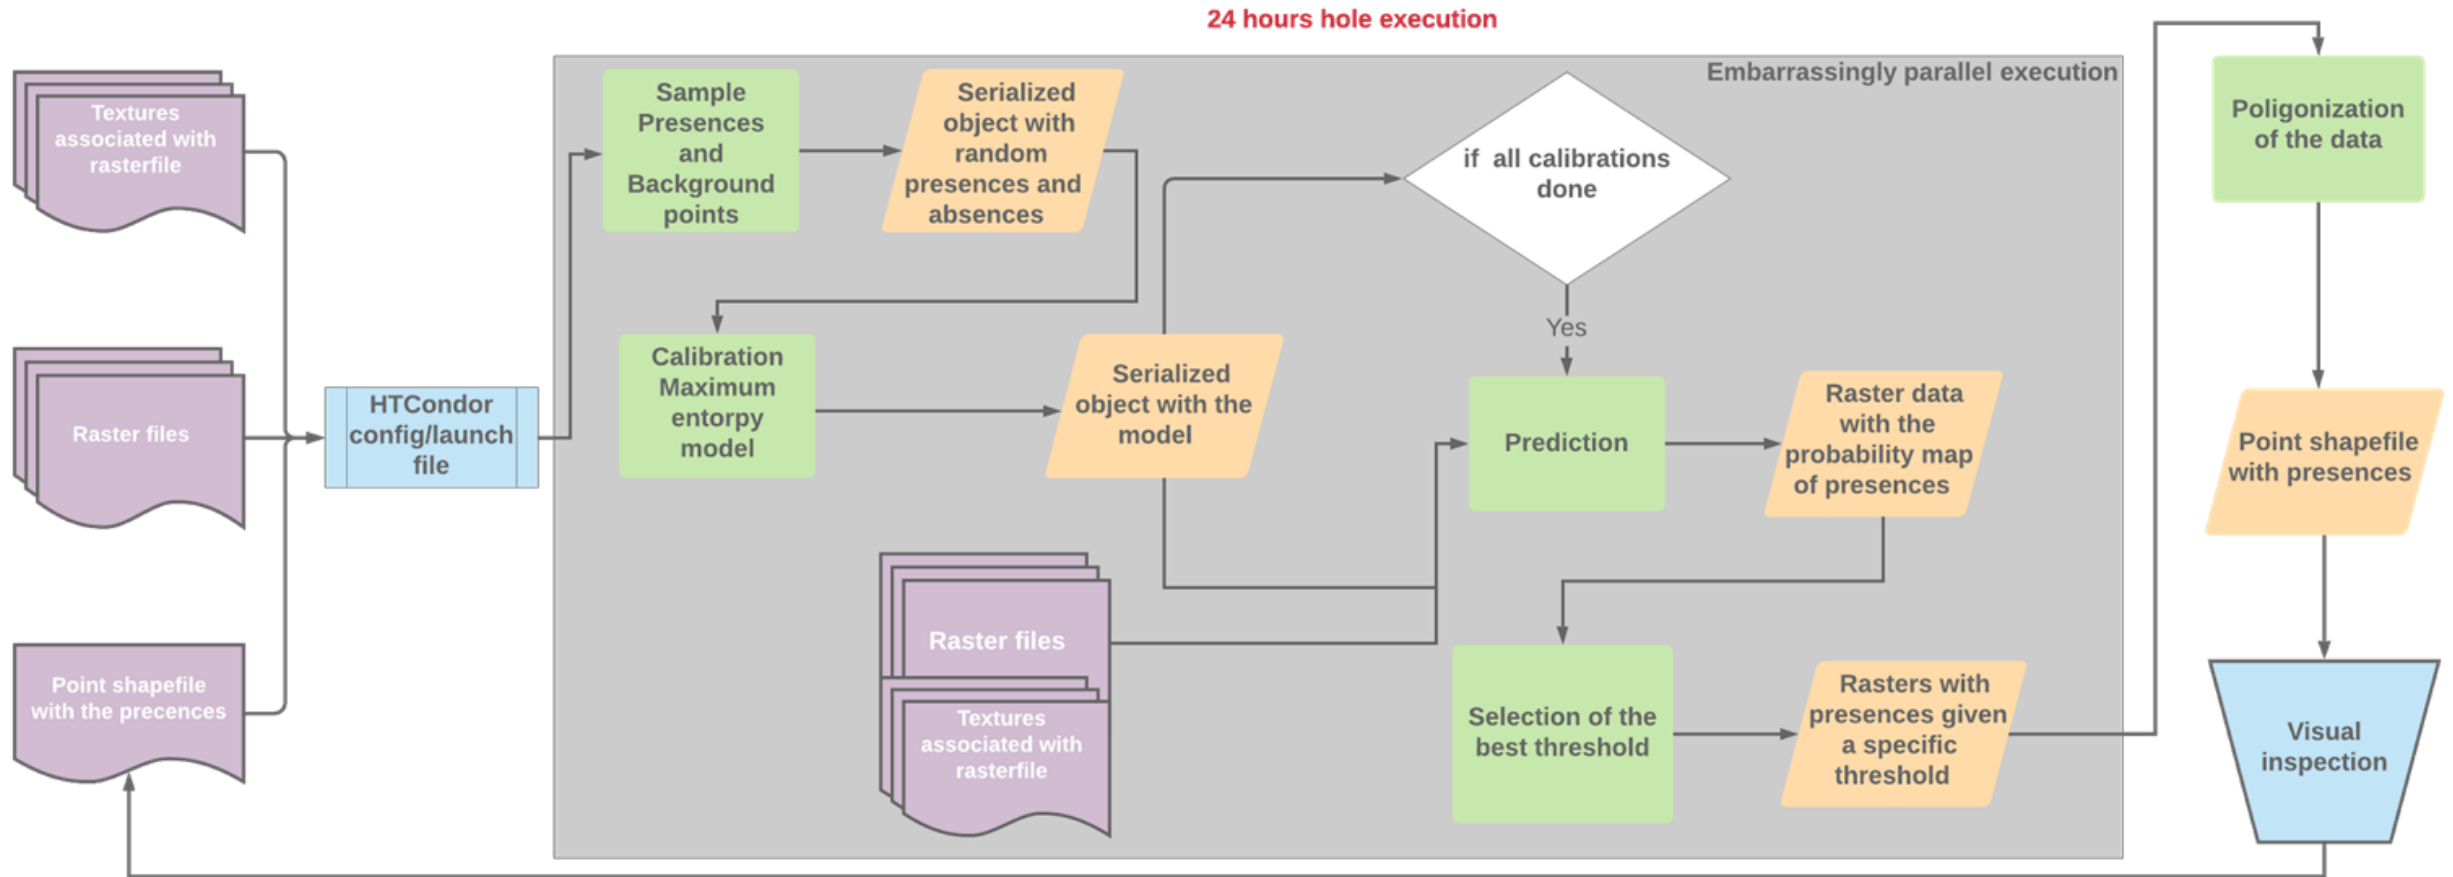 24 hours hole execution
Embarrassingly parallel execution
Textures
associated with
rasterfile
Raster files
Point shapefile
with the precences
HTCondor
config/launch
file
Sample
Presences
and
Background
points
Serialized
object with
random
presences and
absences
Calibration
Maximum
entorpy
model
Serialized
object with the
model
if  all calibrations
done
Yes
Raster files
Textures
associated with
rasterfile
Prediction
Raster data
with the
probability map
of presences
Selection of the
best threshold
Rasters with
presences given
a specific
threshold
Poligonization
of the data
Point shapefile
with presences
Visual
inspection